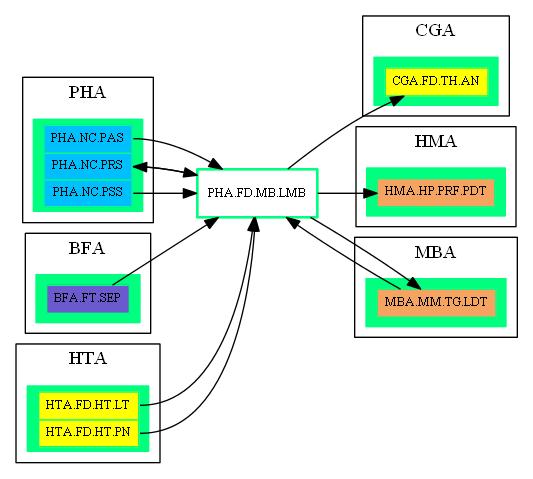 CGA
CGA.FD.TH.AN
PHA
PHA.NC.PAS
PHA.NC.PRS
PHA.NC.PSS
PHA.FD.MB.LMB
HMA
HMA.HP.PRF.PDT
BFA
BFA.FT.SEP
MBA
MBA.MM.TG.LDT
HTA
HTA.FD.HT.LT
HTA.FD.HT.PN